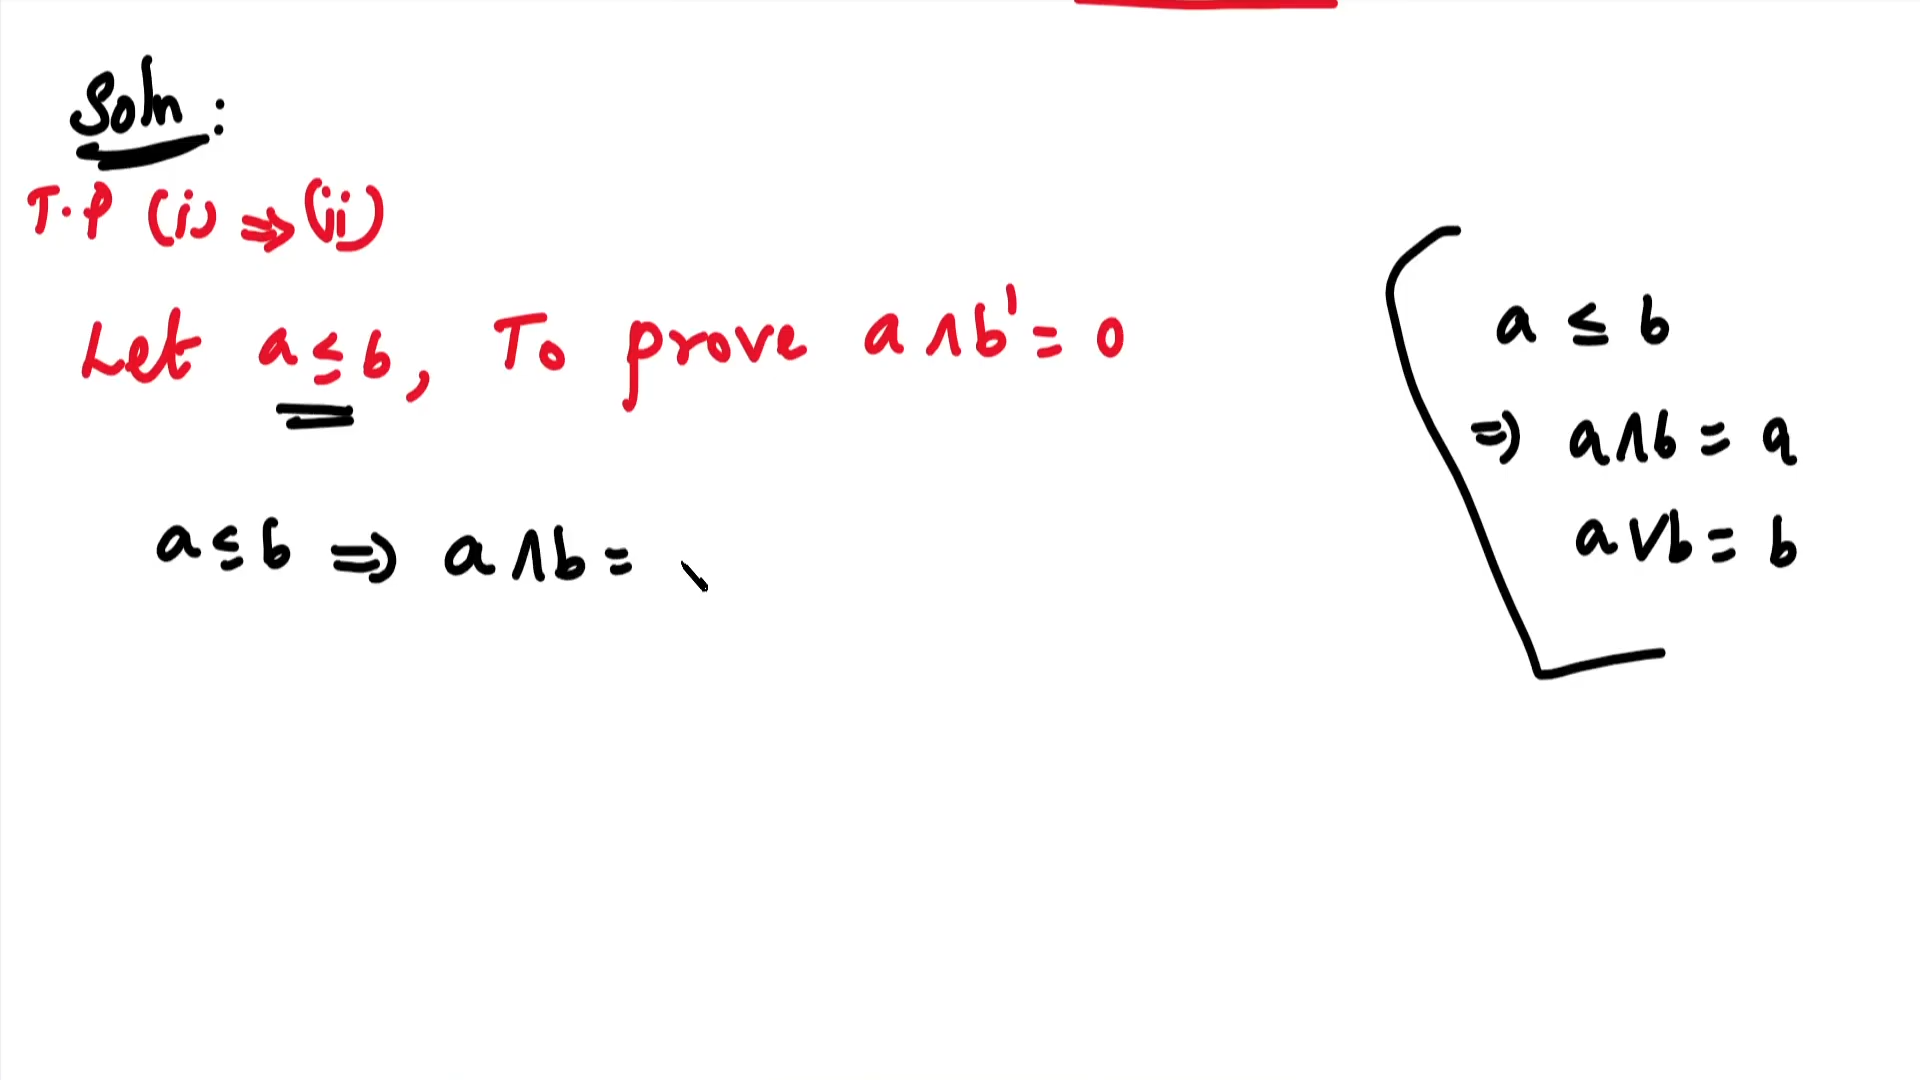 Soln :
T.P (i) ⇒ (ii)
Let a ≤ b, To prove a ∧ b' = 0
a ≤ b ⇒ a ∧ b =
a ≤ b
⇒ a ∧ b = a
a ∨ b = b